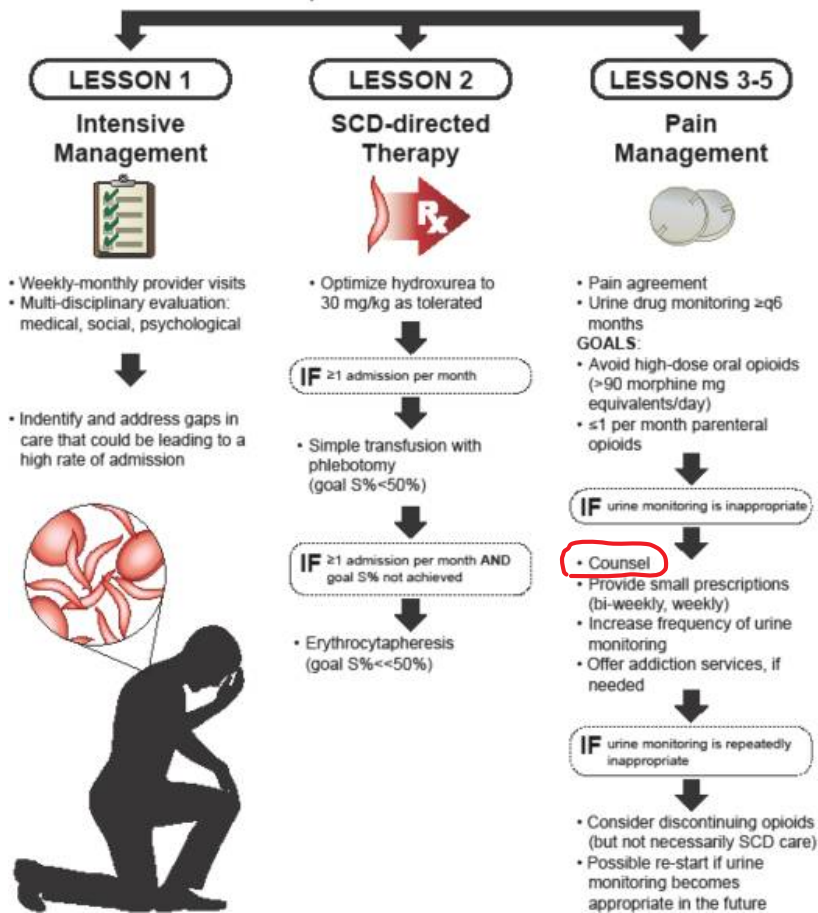 LESSON 1
Intensive
Management
• Weekly-monthly provider visits
• Multi-disciplinary evaluation:
medical, social, psychological
• Indentify and address gaps in
care that could be leading to a
high rate of admission
LESSON 2
SCD-directed
Therapy
Rx
• Optimize hydroxurea to
30 mg/kg as tolerated
IF ≥1 admission per month
• Simple transfusion with
phlebotomy
(goal S%<50%)
IF ≥1 admission per month AND
goal S% not achieved
• Erythrocytapheresis
(goal S%<<50%)
LESSONS 3-5
Pain
Management
• Pain agreement
• Urine drug monitoring ≥q6
months
GOALS:
• Avoid high-dose oral opioids
(>90 morphine mg
equivalents/day)
• ≤1 per month parenteral
opioids
IF urine monitoring is inappropriate
• Counsel
• Provide small prescriptions
(bi-weekly, weekly)
• Increase frequency of urine
monitoring
• Offer addiction services, if
needed
IF urine monitoring is repeatedly
inappropriate
• Consider discontinuing opioids
(but not necessarily SCD care)
• Possible re-start if urine
monitoring becomes
appropriate in the future